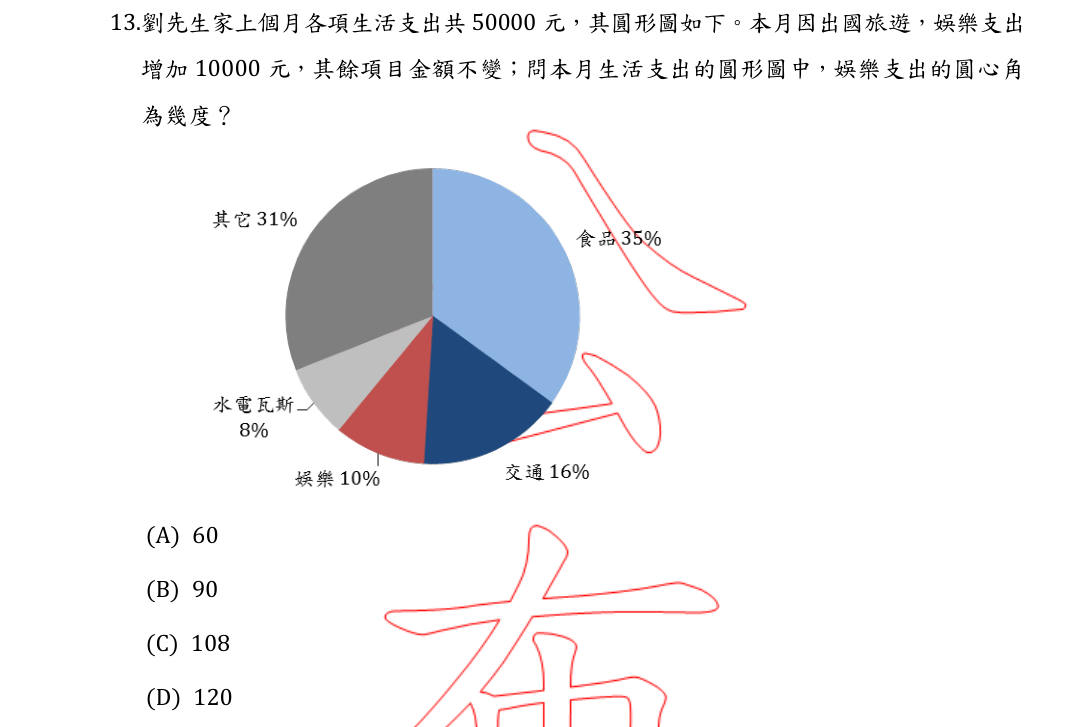 13.劉先生家上個月各項生活支出共 50000 元，其圓形圖如下。本月因出國旅遊，娛樂支出
增加 10000 元，其餘項目金額不變；問本月生活支出的圓形圖中，娛樂支出的圓心角
為幾度？
其它 31%
食品 35%
水電瓦斯
8%
娛樂 10%
交通 16%
(A) 60
(B) 90
(C) 108
(D) 120